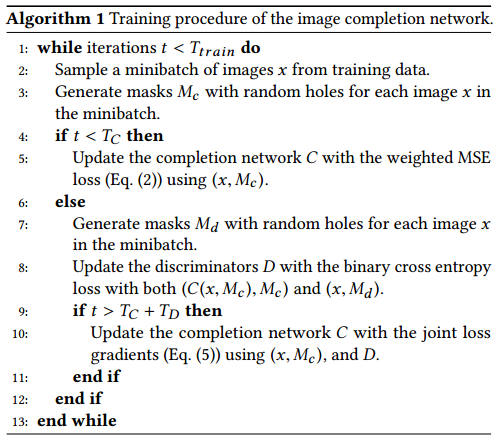 Algorithm 1 Training procedure of the image completion network.
1: while iterations t < T_train do
2: Sample a minibatch of images x from training data.
3: Generate masks M_c with random holes for each image x in
the minibatch.
4: if t < T_C then
5: Update the completion network C with the weighted MSE
loss (Eq. (2)) using (x, M_c).
6: else
7: Generate masks M_d with random holes for each image x
in the minibatch.
8: Update the discriminators D with the binary cross entropy
loss with both (C(x, M_c), M_c) and (x, M_d).
9: if t > T_C + T_D then
10: Update the completion network C with the joint loss
gradients (Eq. (5)) using (x, M_c), and D.
11: end if
12: end if
13: end while